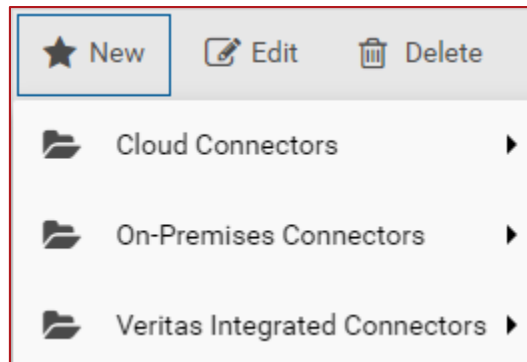 New Edit Delete
Cloud Connectors
On-Premises Connectors
Veritas Integrated Connectors